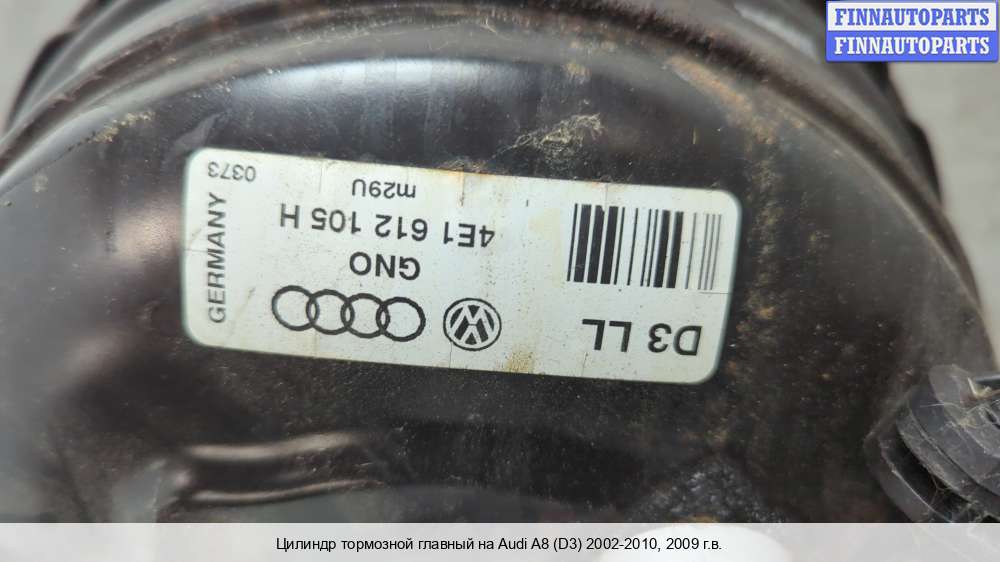 FINNAUTOPARTS
FINNAUTOPARTS
D3 LL
GNO
4E1 612 105 H
m29U
0373
GERMANY
Цилиндр тормозной главный на Audi A8 (D3) 2002-2010, 2009 г.в.